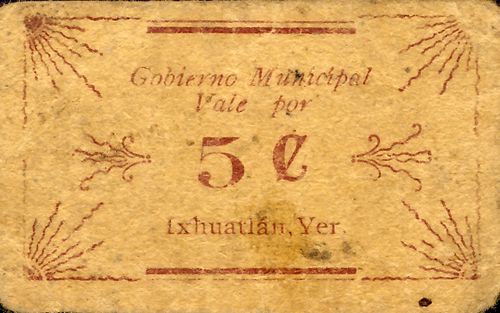 Gobierno Municipal
Vale por
5 ₡
Ixhuatlán, Ver.